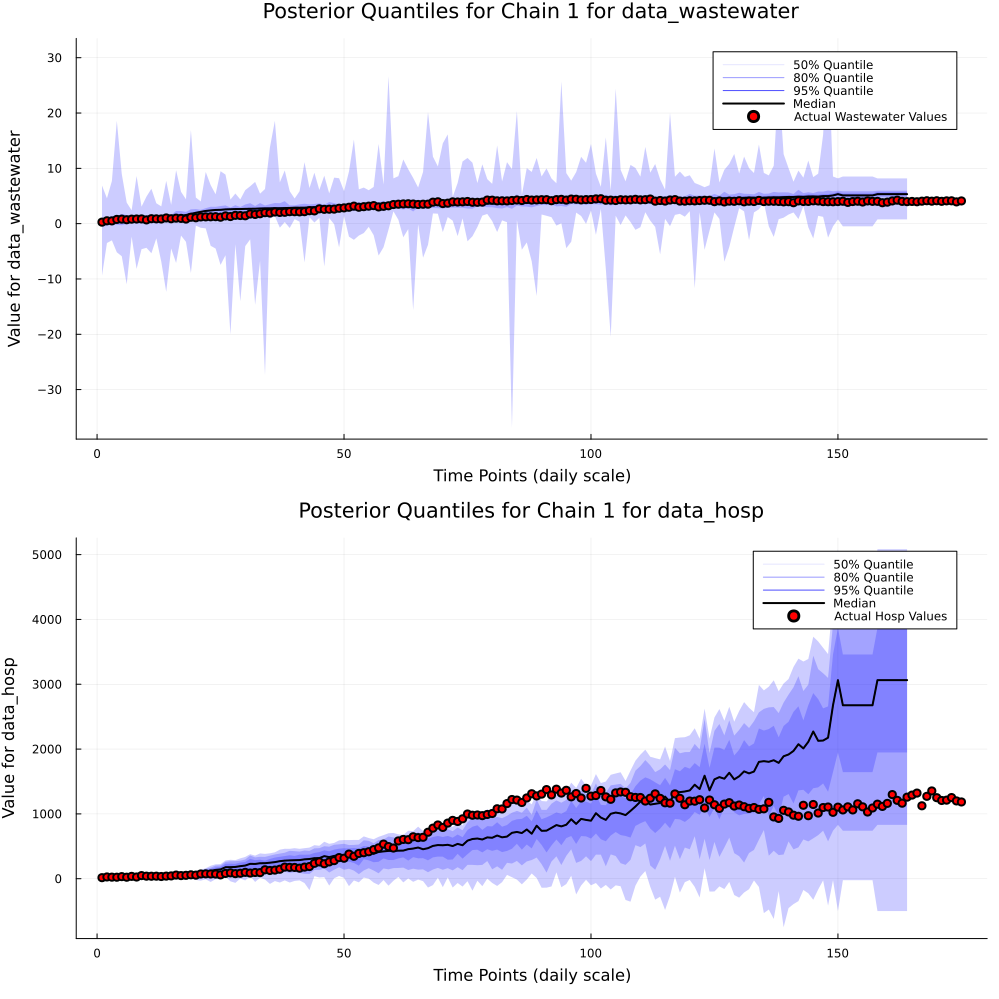 Posterior Quantiles for Chain 1 for data_wastewater
Value for data_wastewater
30
20
10
0
−10
−20
−30
50% Quantile
80% Quantile
95% Quantile
Median
Actual Wastewater Values
0
50
100
150
Time Points (daily scale)
Posterior Quantiles for Chain 1 for data_hosp
Value for data_hosp
5000
4000
3000
2000
1000
0
50% Quantile
80% Quantile
95% Quantile
Median
Actual Hosp Values
0
50
100
150
Time Points (daily scale)